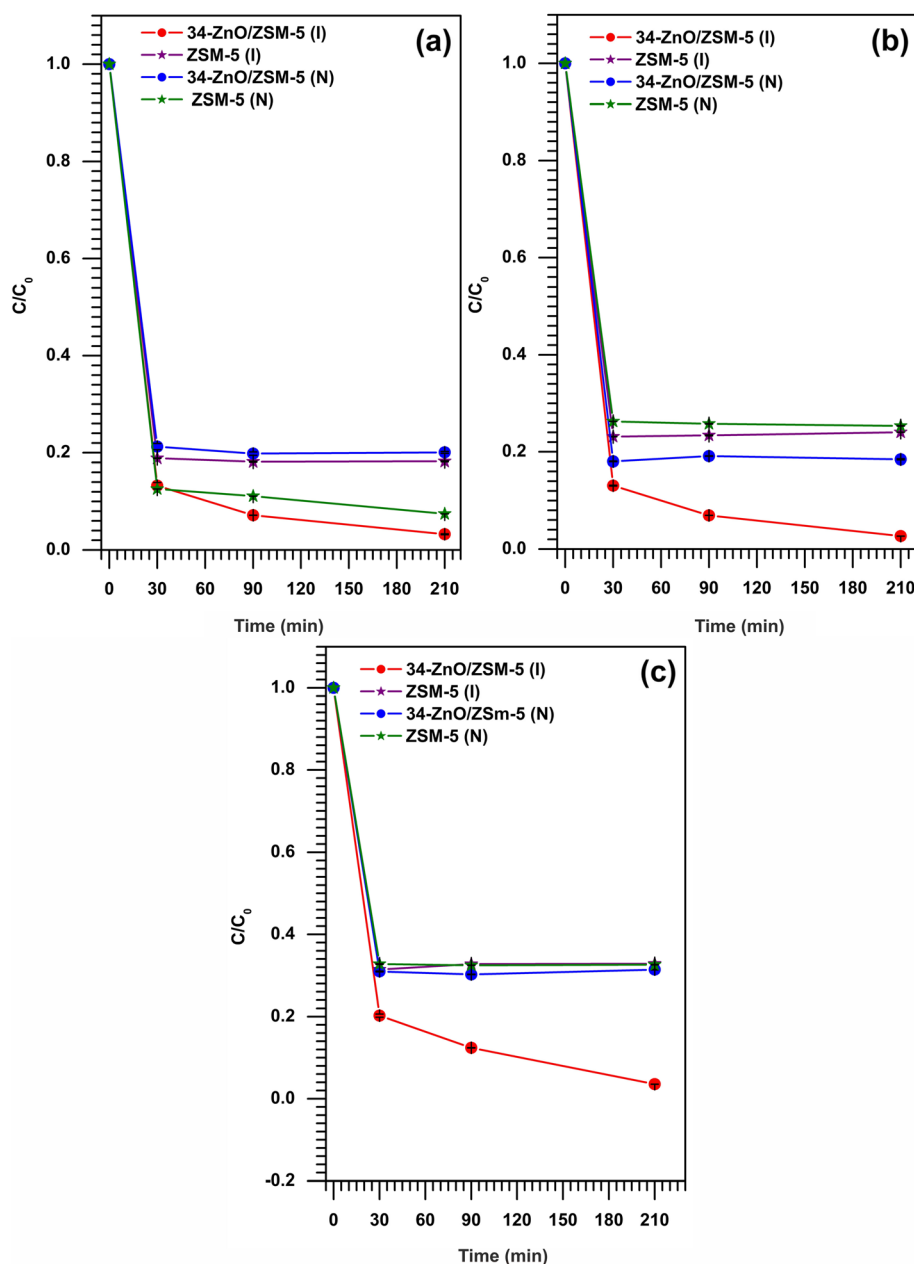 34-ZnO/ZSM-5 (I)
ZSM-5 (I)
34-ZnO/ZSM-5 (N)
ZSM-5 (N)
(a)
1.0
0.8
0.6
0.4
0.2
0.0
C/C0
0 30 60 90 120 150 180 210
Time (min)
34-ZnO/ZSM-5 (I)
ZSM-5 (I)
34-ZnO/ZSM-5 (N)
ZSM-5 (N)
(b)
1.0
0.8
0.6
0.4
0.2
0.0
C/C0
0 30 60 90 120 150 180 210
Time (min)
34-ZnO/ZSM-5 (I)
ZSM-5 (I)
34-ZnO/ZSm-5 (N)
ZSM-5 (N)
(c)
1.0
0.8
0.6
0.4
0.2
0.0
-0.2
C/C0
0 30 60 90 120 150 180 210
Time (min)